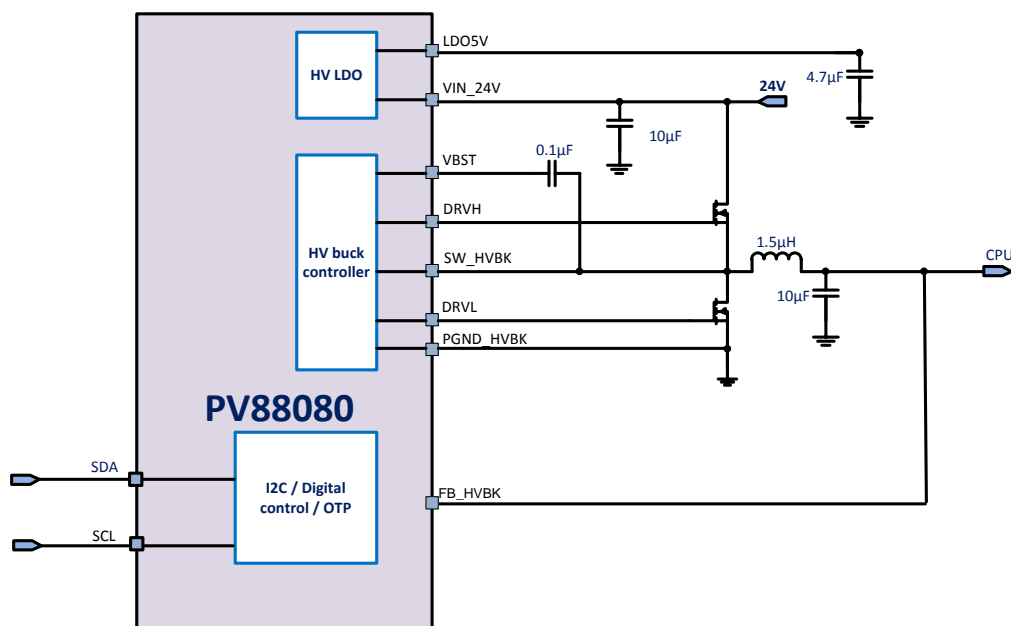 LDO5V
HV LDO
4.7µF
VIN_24V
24V
10µF
0.1µF
VBST
DRVH
1.5µH
CPU
HV buck
controller
SW_HVBK
10µF
DRVL
PGND_HVBK
PV88080
SDA
I2C / Digital
control / OTP
FB_HVBK
SCL